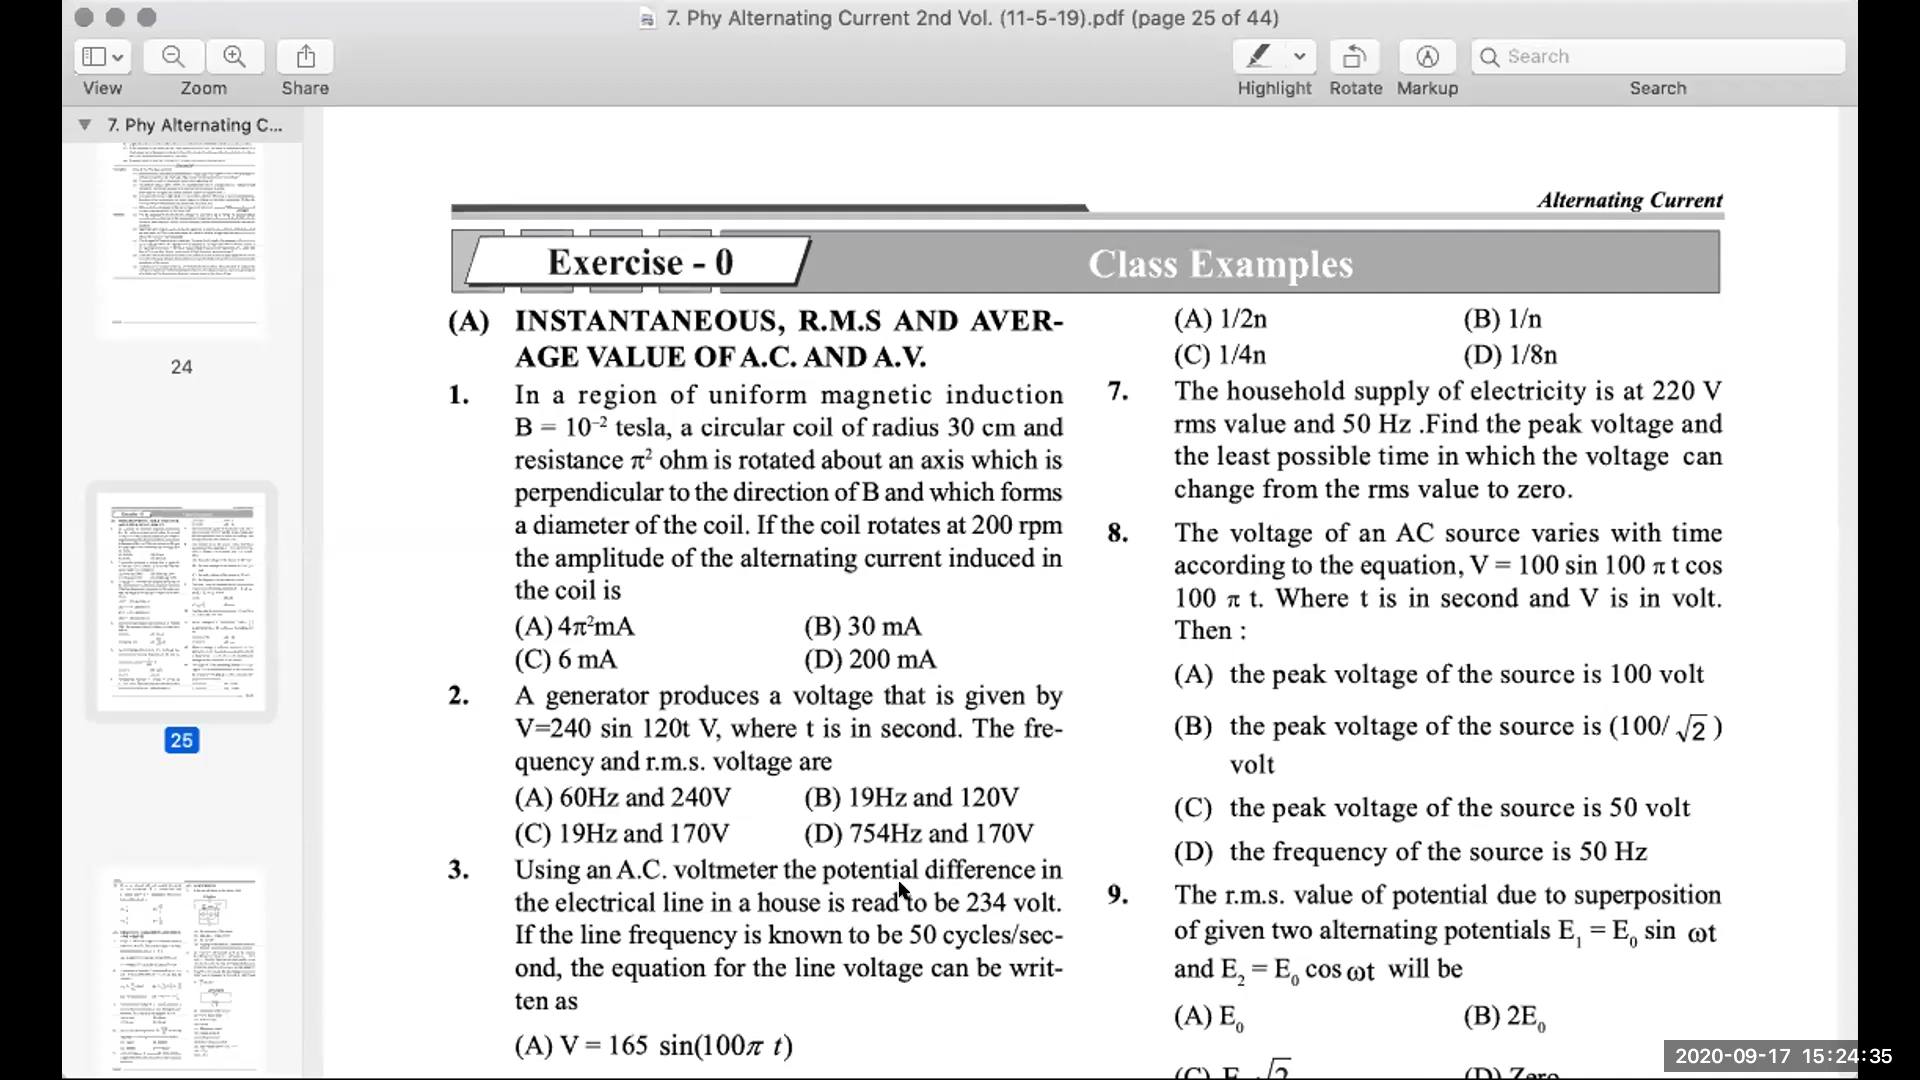 7. Phy Alternating Current 2nd Vol. (11-5-19).pdf (page 25 of 44)
View
Zoom
Share
Highlight
Rotate
Markup
Search
Search
7. Phy Alternating C...
24
25
Alternating Current
Exercise - 0
Class Examples
(A) INSTANTANEOUS, R.M.S AND AVER-
AGE VALUE OF A.C. AND A.V.
1. In a region of uniform magnetic induction
B = 10⁻² tesla, a circular coil of radius 30 cm and
resistance π² ohm is rotated about an axis which is
perpendicular to the direction of B and which forms
a diameter of the coil. If the coil rotates at 200 rpm
the amplitude of the alternating current induced in
the coil is
(A) 4π²mA (B) 30 mA
(C) 6 mA (D) 200 mA
2. A generator produces a voltage that is given by
V=240 sin 120t V, where t is in second. The fre-
quency and r.m.s. voltage are
(A) 60Hz and 240V (B) 19Hz and 120V
(C) 19Hz and 170V (D) 754Hz and 170V
3. Using an A.C. voltmeter the potential difference in
the electrical line in a house is read to be 234 volt.
If the line frequency is known to be 50 cycles/sec-
ond, the equation for the line voltage can be writ-
ten as
(A) V = 165 sin(100π t)
(A) 1/2n (B) 1/n
(C) 1/4n (D) 1/8n
7. The household supply of electricity is at 220 V
rms value and 50 Hz .Find the peak voltage and
the least possible time in which the voltage can
change from the rms value to zero.
8. The voltage of an AC source varies with time
according to the equation, V = 100 sin 100 π t cos
100 π t. Where t is in second and V is in volt.
Then :
(A) the peak voltage of the source is 100 volt
(B) the peak voltage of the source is (100/ √2 )
volt
(C) the peak voltage of the source is 50 volt
(D) the frequency of the source is 50 Hz
9. The r.m.s. value of potential due to superposition
of given two alternating potentials E₁ = E₀ sin ωt
and E₂ = E₀ cos ωt will be
(A) E₀ (B) 2E₀
(C) E √2 (D) Zero
2020-09-17 15:24:35